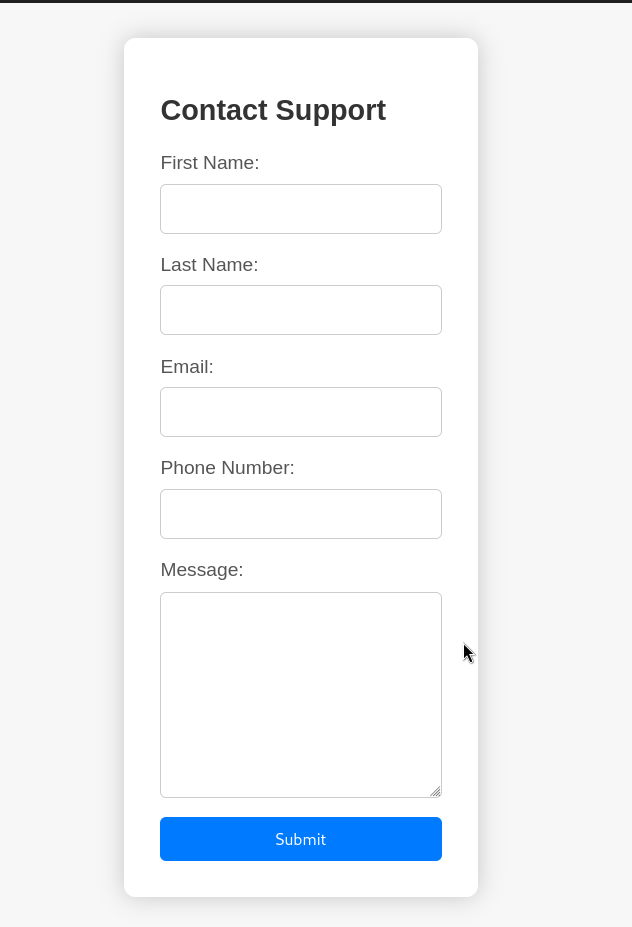 Contact Support
First Name:
Last Name:
Email:
Phone Number:
Message:
Submit